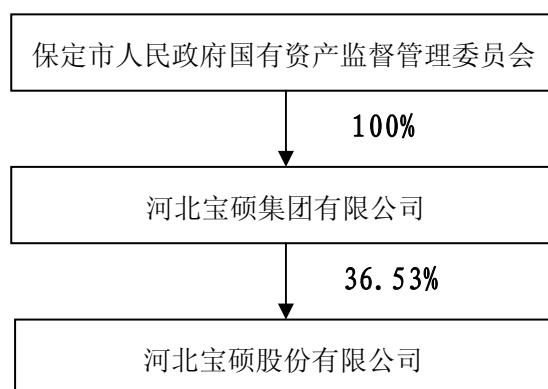 保定市人民政府国有资产监督管理委员会
100%
河北宝硕集团有限公司
36.53%
河北宝硕股份有限公司